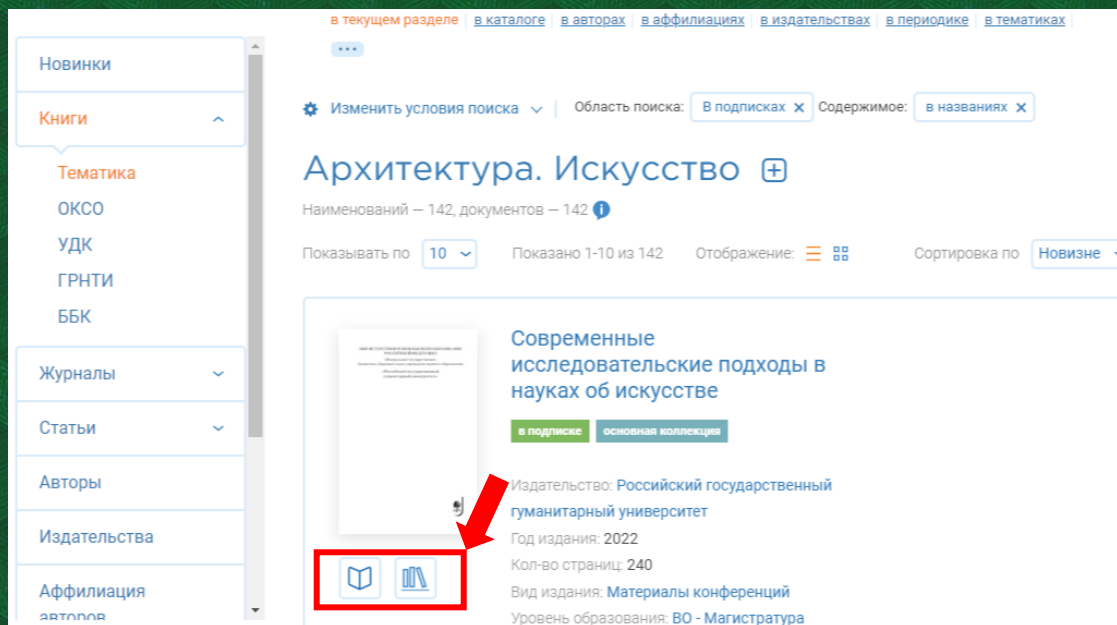 в текущем разделе в каталоге в авторах в аффилиациях в издательствах в периодике в тематиках
•••
Новинки
Книги
Тематика
ОКСО
УДК
ГРНТИ
ББК
Журналы
Статьи
Авторы
Издательства
Аффилиация
авторов
Изменить условия поиска Область поиска: В подписках X Содержимое: в названиях X
Архитектура. Искусство
Наименований — 142, документов — 142
Показывать по 10 Показано 1-10 из 142 Отображение: Сортировка по Новизне
Современные
исследовательские подходы в
науках об искусстве
в подписке основная коллекция
Издательство: Российский государственный
гуманитарный университет
Год издания: 2022
Кол-во страниц: 240
Вид издания: Материалы конференций
Уровень образования: ВО - Магистратура